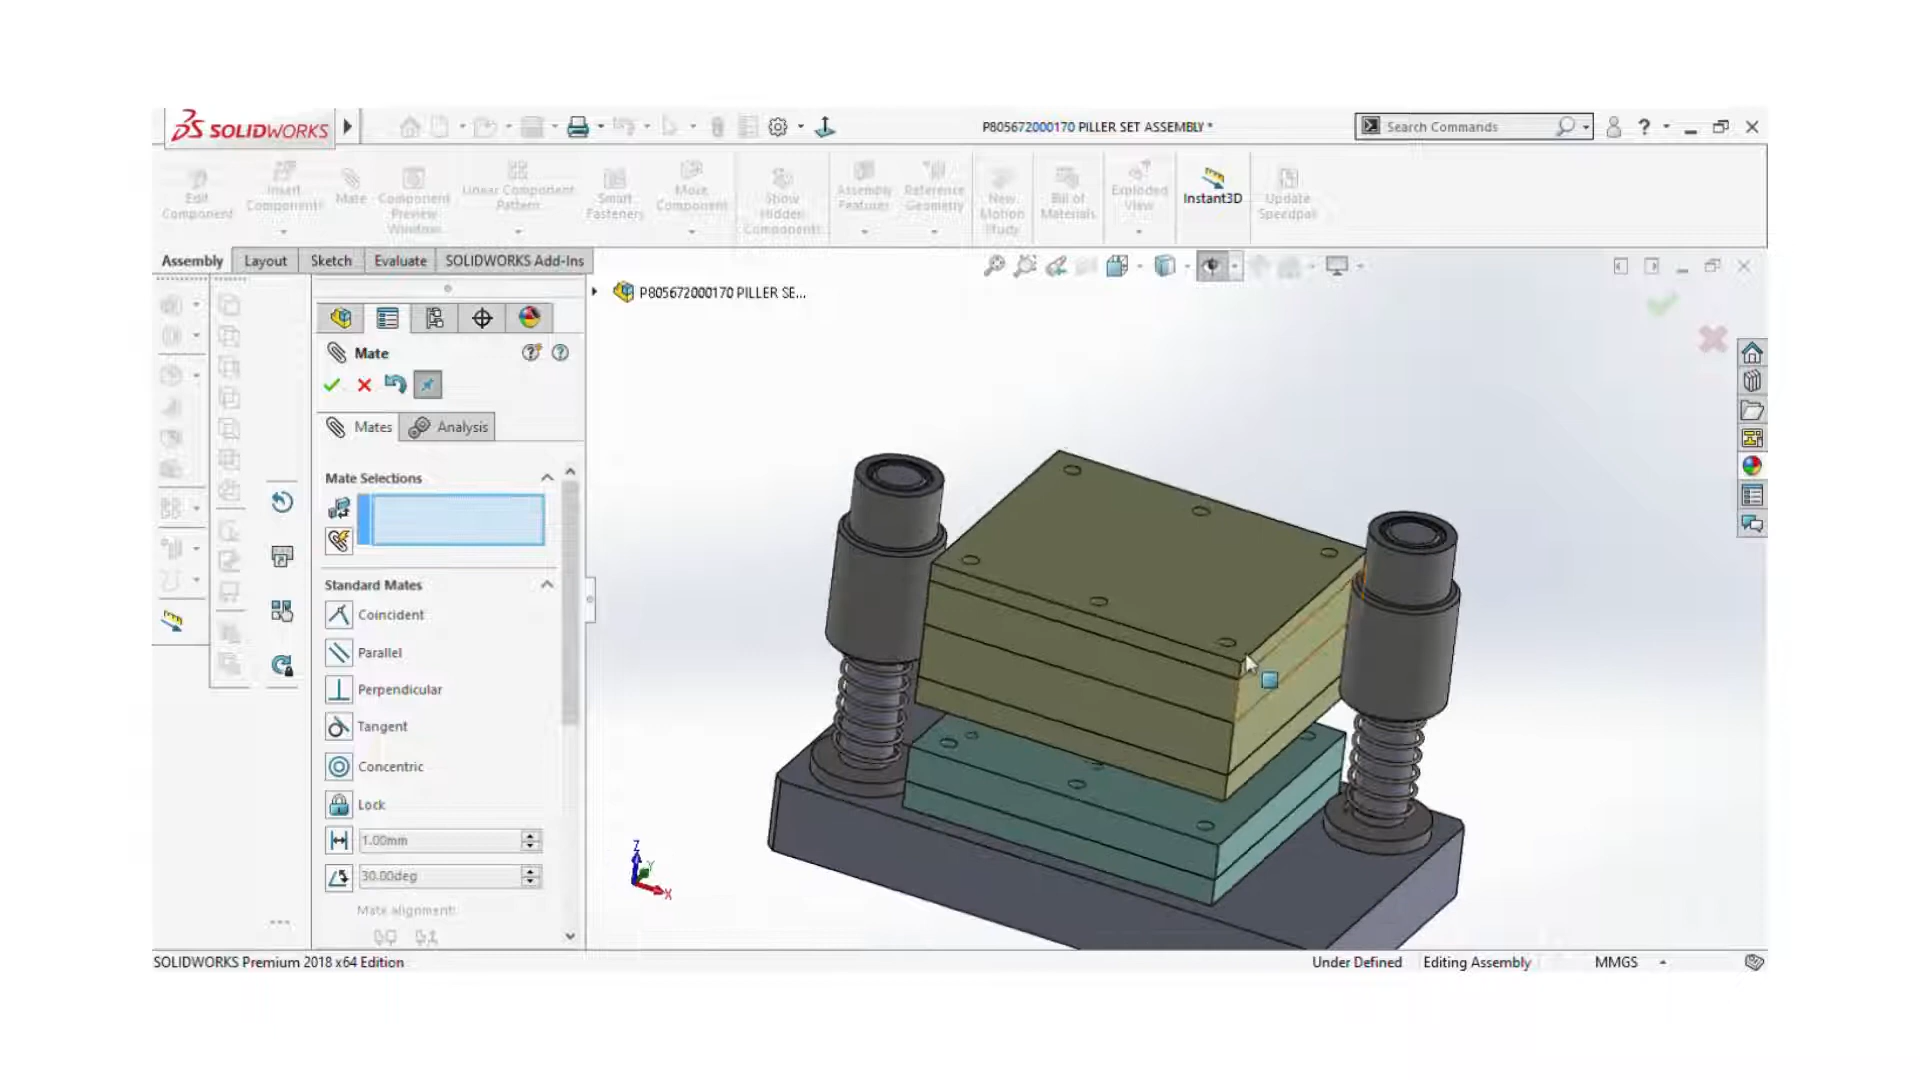 SOLIDWORKS
P805672000170 PILLER SET ASSEMBLY *
Search Commands
?
Edit
Component
Insert
Components
Mate
Component
Preview
Window
Linear Component
Pattern
Smart
Fasteners
Move
Component
Show
Hidden
Components
Assembly
Features
Reference
Geometry
New
Motion
Study
Bill of
Materials
Exploded
View
Instant3D
Update
Speedpak
Assembly
Layout
Sketch
Evaluate
SOLIDWORKS Add-Ins
P805672000170 PILLER SE...
Mate
Mates
Analysis
Mate Selections
Standard Mates
Coincident
Parallel
Perpendicular
Tangent
Concentric
Lock
1.00mm
30.00deg
Mate alignment:
Z
Y
X
SOLIDWORKS Premium 2018 x64 Edition
Under Defined
Editing Assembly
MMGS